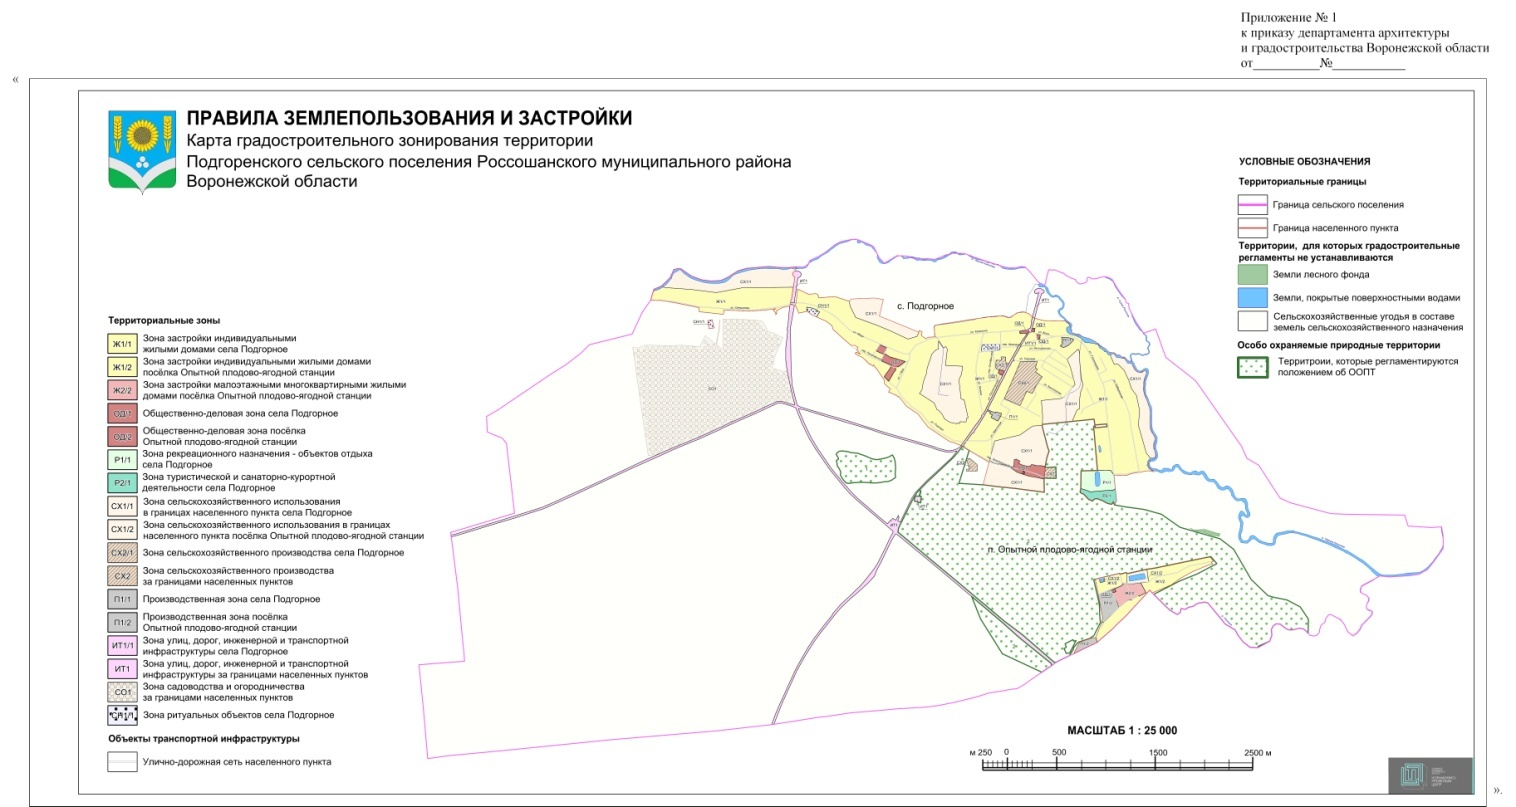 Приложение № 1
к приказу департамента архитектуры
и градостроительства Воронежской области
от___________№____________
«
ПРАВИЛА ЗЕМЛЕПОЛЬЗОВАНИЯ И ЗАСТРОЙКИ
Карта градостроительного зонирования территории
Подгоренского сельского поселения Россошанского муниципального района
Воронежской области
УСЛОВНЫЕ ОБОЗНАЧЕНИЯ
Территориальные границы
Граница сельского поселения
Граница населенного пункта
Территории, для которых градостроительные
регламенты не устанавливаются
Земли лесного фонда
Земли, покрытые поверхностными водами
Сельскохозяйственные угодья в составе
земель сельскохозяйственного назначения
Особо охраняемые природные территории
Территроии, которые регламентируются
положением об ООПТ
Территориальные зоны
Ж1/1 Зона застройки индивидуальными
жилыми домами села Подгорное
Ж1/2 Зона застройки индивидуальными жилыми домами
посёлка Опытной плодово-ягодной станции
Ж2/2 Зона застройки малоэтажными многоквартирными жилыми
домами посёлка Опытной плодово-ягодной станции
ОД/1 Общественно-деловая зона села Подгорное
ОД/2 Общественно-деловая зона посёлка
Опытной плодово-ягодной станции
Р1/1 Зона рекреационного назначения - объектов отдыха
села Подгорное
Р2/1 Зона туристической и санаторно-курортной
деятельности села Подгорное
СХ1/1 Зона сельскохозяйственного использования
в границах населенного пункта села Подгорное
СХ1/2 Зона сельскохозяйственного использования в границах
населенного пункта посёлка Опытной плодово-ягодной станции
СХ2/1 Зона сельскохозяйственного производства села Подгорное
СХ2 Зона сельскохозяйственного производства
за границами населенных пунктов
П1/1 Производственная зона села Подгорное
П1/2 Производственная зона посёлка
Опытной плодово-ягодной станции
ИТ1/1 Зона улиц, дорог, инженерной и транспортной
инфраструктуры села Подгорное
ИТ1 Зона улиц, дорог, инженерной и транспортной
инфраструктуры за границами населенных пунктов
СО1 Зона садоводства и огородничества
за границами населенных пунктов
СН1/1 Зона ритуальных объектов села Подгорное
Объекты транспортной инфраструктуры
Улично-дорожная сеть населенного пункта
с. Подгорное
п. Опытной плодово-ягодной станции
МАСШТАБ 1 : 25 000
м 250 0 500 1500 2500 м
».